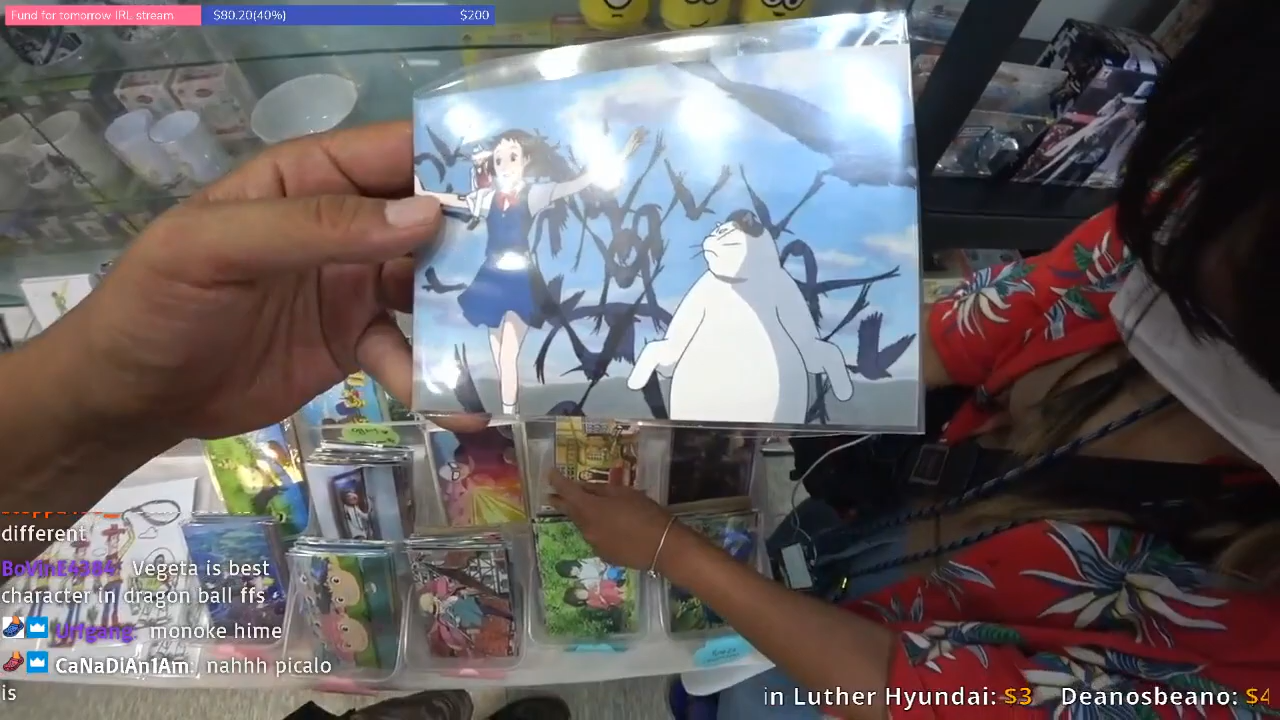 Fund for tomorrow IRL stream $80.20(40%) $200
different
BoVinE4384: Vegeta is best
character in dragon ball ffs
Urfgang: monoke hime
CaNaDiAn1Am: nahhh picalo
is
in Luther Hyundai: $3 Deanosbeano: $4